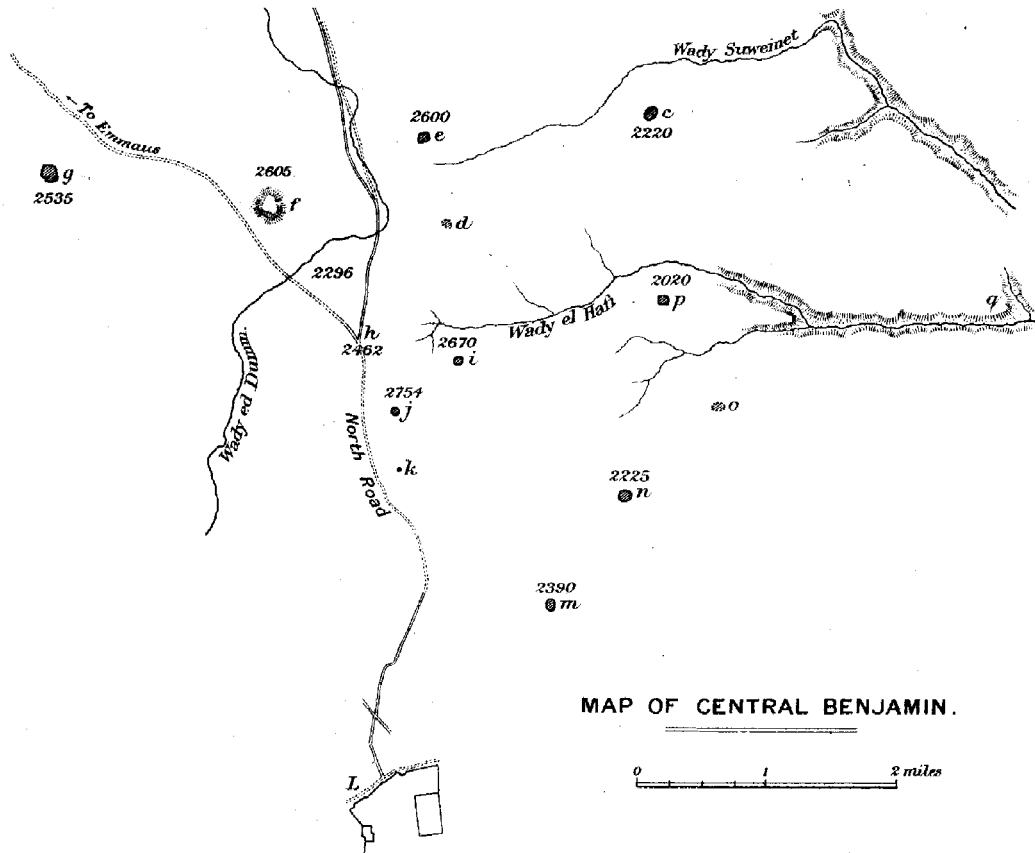 Wady Suweinet
c
2220
2600
e
← To Emmaus
g
2535
2605
f
d
2296
2020
p
q
Wady el Hafi
h
2462
2670
i
Wady ed Dumm
2754
j
o
North Road
k
2225
n
2390
m
MAP OF CENTRAL BENJAMIN.
L
0 1 2 miles